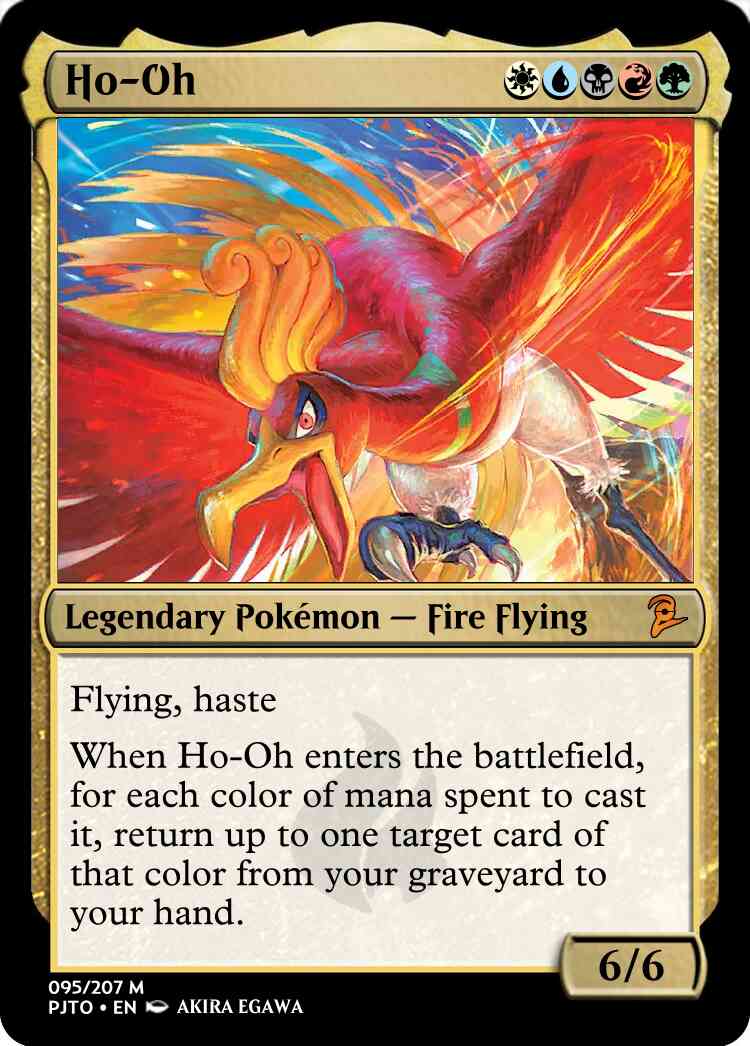 Ho-Oh
Legendary Pokémon — Fire Flying
Flying, haste
When Ho-Oh enters the battlefield,
for each color of mana spent to cast
it, return up to one target card of
that color from your graveyard to
your hand.
6/6
095/207 M
PJTO • EN AKIRA EGAWA